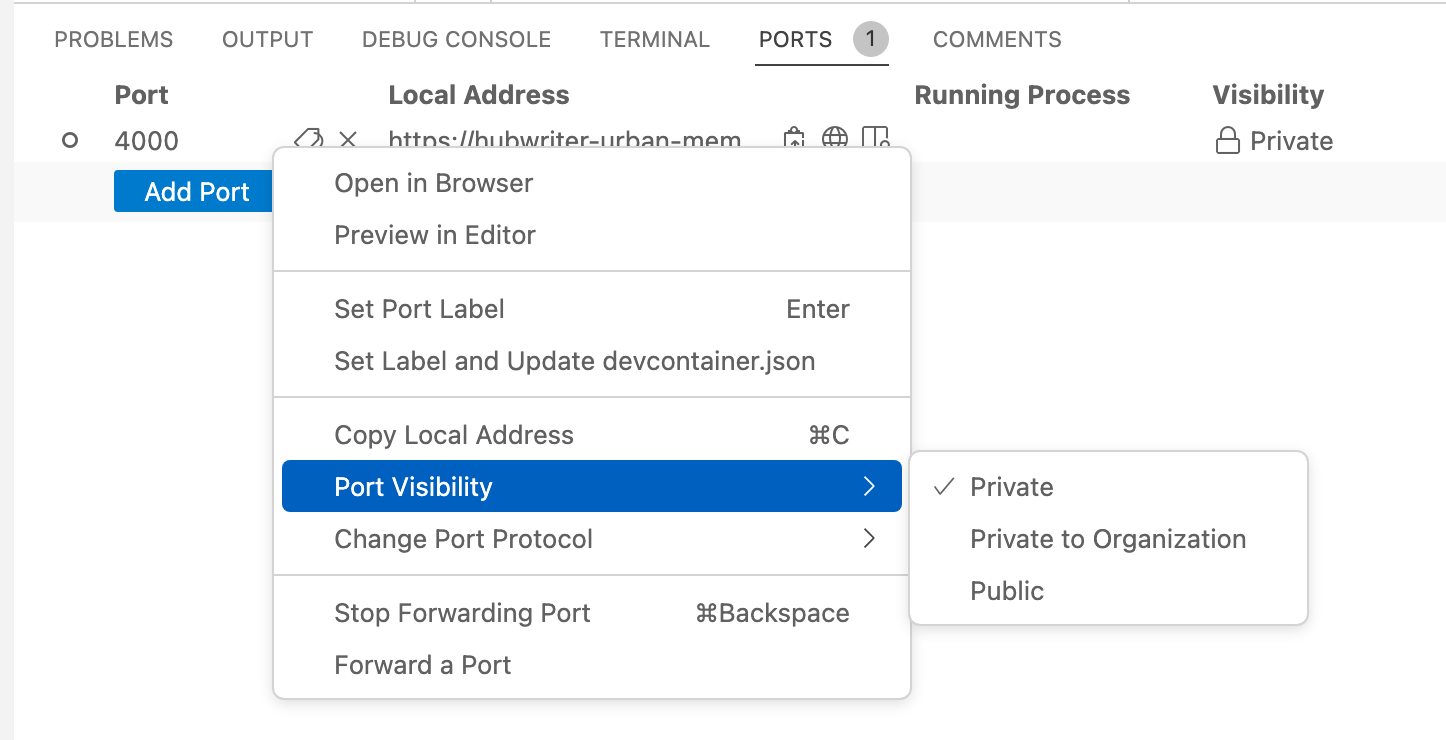 PROBLEMS OUTPUT DEBUG CONSOLE TERMINAL PORTS 1 COMMENTS
Port Local Address Running Process Visibility
4000 https://hubwriter-urban-mem Private
Add Port
Open in Browser
Preview in Editor
Set Port Label Enter
Set Label and Update devcontainer.json
Copy Local Address ⌘C
Port Visibility
Private
Change Port Protocol
Private to Organization
Public
Stop Forwarding Port ⌘Backspace
Forward a Port